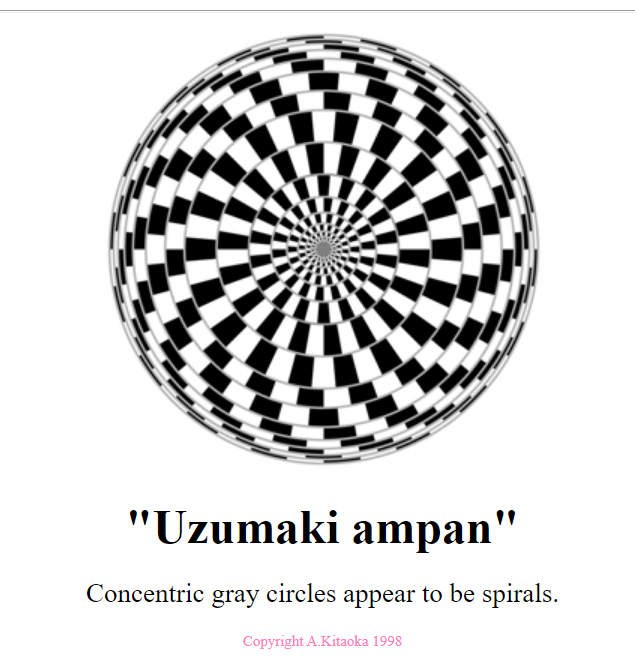 "Uzumaki ampan"
Concentric gray circles appear to be spirals.
Copyright A.Kitaoka 1998